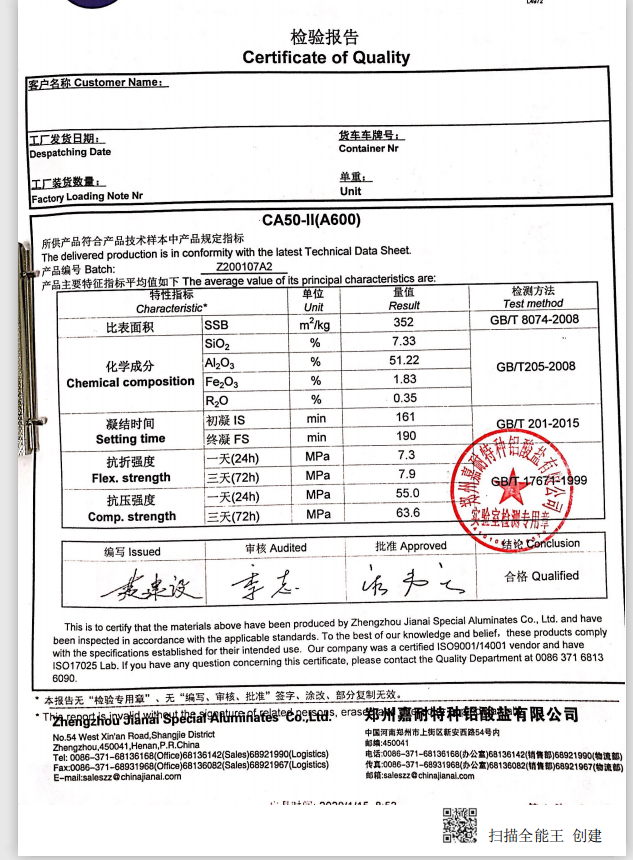 检验报告
Certificate of Quality
客户名称 Customer Name:
工厂发货日期:
Despatching Date
货车车牌号:
Container Nr
工厂装货数量:
Factory Loading Note Nr
单重:
Unit
CA50-II(A600)
所供产品符合产品技术样本中产品规定指标
The delivered production is in conformity with the latest Technical Data Sheet.
产品编号 Batch: Z200107A2
产品主要特征指标平均值如下 The average value of its principal characteristics are:
特性指标 单位 量值 检测方法
Characteristic* Unit Result Test method
比表面积 SSB m²/kg 352 GB/T 8074-2008
化学成分
Chemical composition
SiO₂ % 7.33
Al₂O₃ % 51.22
Fe₂O₃ % 1.83
R₂O % 0.35
GB/T205-2008
凝结时间
Setting time
初凝 IS min 161
终凝 FS min 190
GB/T 201-2015
抗折强度
Flex. strength
一天(24h) MPa 7.3
三天(72h) MPa 7.9
抗压强度
Comp. strength
一天(24h) MPa 55.0
三天(72h) MPa 63.6
GB/T 17671-1999
郑州嘉耐特种铝酸盐有限公司
实验室检测专用章
编写 Issued 审核 Audited 批准 Approved 结论 Conclusion
合格 Qualified
This is to certify that the materials above have been produced by Zhengzhou Jianai Special Aluminates Co., Ltd. and have
been inspected in accordance with the applicable standards. To the best of our knowledge and belief, these products comply
with the specifications established for their intended use. Our company was a certified ISO9001/14001 vendor and have
ISO17025 Lab. If you have any question concerning this certificate, please contact the Quality Department at 0086 371 6813
6090.
* 本报告无“检验专用章”、无“编写、审核、批准”签字、涂改、部分复制无效。
* This report is invalid without the signature of related persons, erase
Zhengzhou Jianai Special Aluminates Co.,Ltd.
郑州嘉耐特种铝酸盐有限公司
No.54 West Xin'an Road,Shangjie District
Zhengzhou,450041,Henan,P.R.China
Tel: 0086-371-68136168(Office)68136142(Sales)68921990(Logistics)
Fax:0086-371-68931968(Office)68136082(Sales)68921967(Logistics)
E-mail:saleszz@chinajianai.com
中国河南郑州市上街区新安西路54号内
邮编:450041
电话:0086-371-68136168(办公室)68136142(销售部)68921990(物流部)
传真:0086-371-68931968(办公室)68136082(销售部)68921967(物流部)
邮箱:saleszz@chinajianai.com
扫描全能王 创建